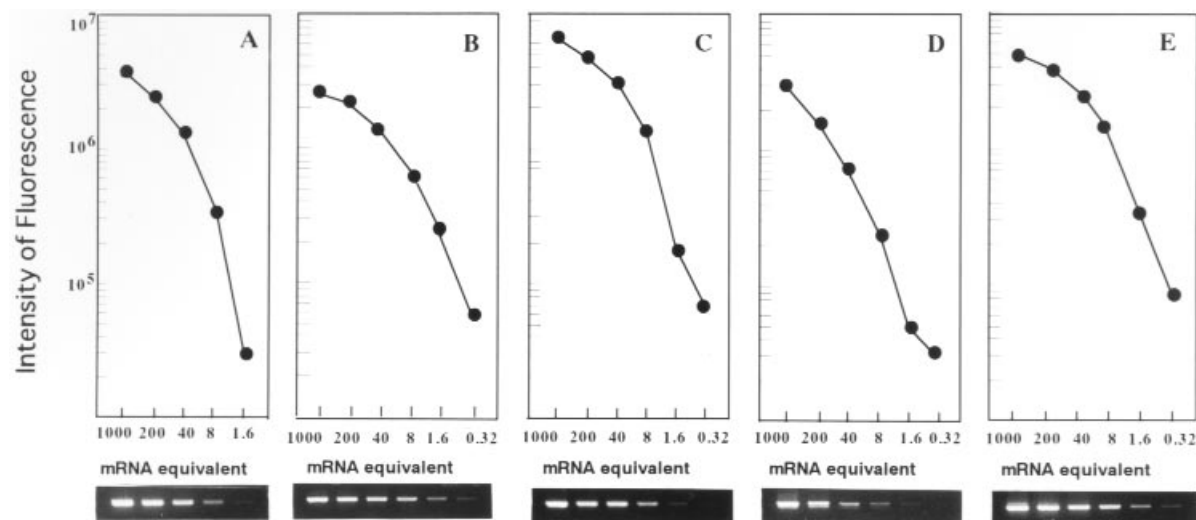 Intensity of Fluorescence
10⁷
10⁶
10⁵
A
B
C
D
E
1000 200 40 8 1.6
1000 200 40 8 1.6 0.32
1000 200 40 8 1.6 0.32
1000 200 40 8 1.6 0.32
1000 200 40 8 1.6 0.32
mRNA equivalent
mRNA equivalent
mRNA equivalent
mRNA equivalent
mRNA equivalent